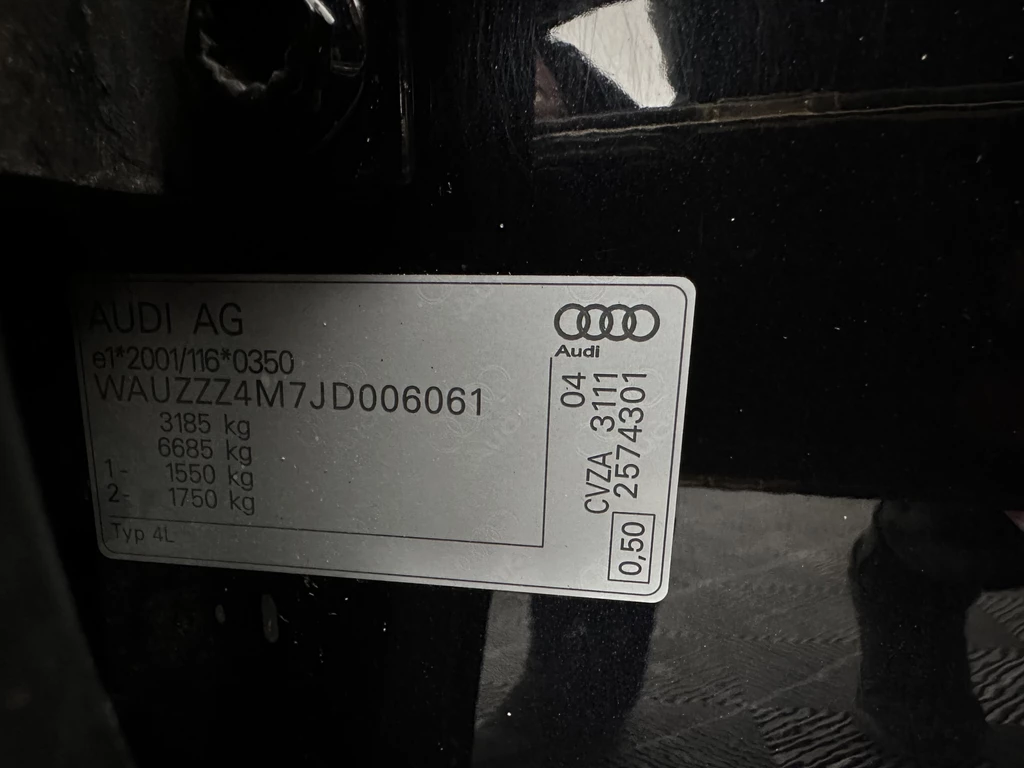 AUDI AG
e1*2001/116*0350
WAUZZZ4M7JD006061
3185 kg
6685 kg
1- 1550 kg
2- 1750 kg
Typ 4L
Audi
04
CVZA 3111
2574301
0,50